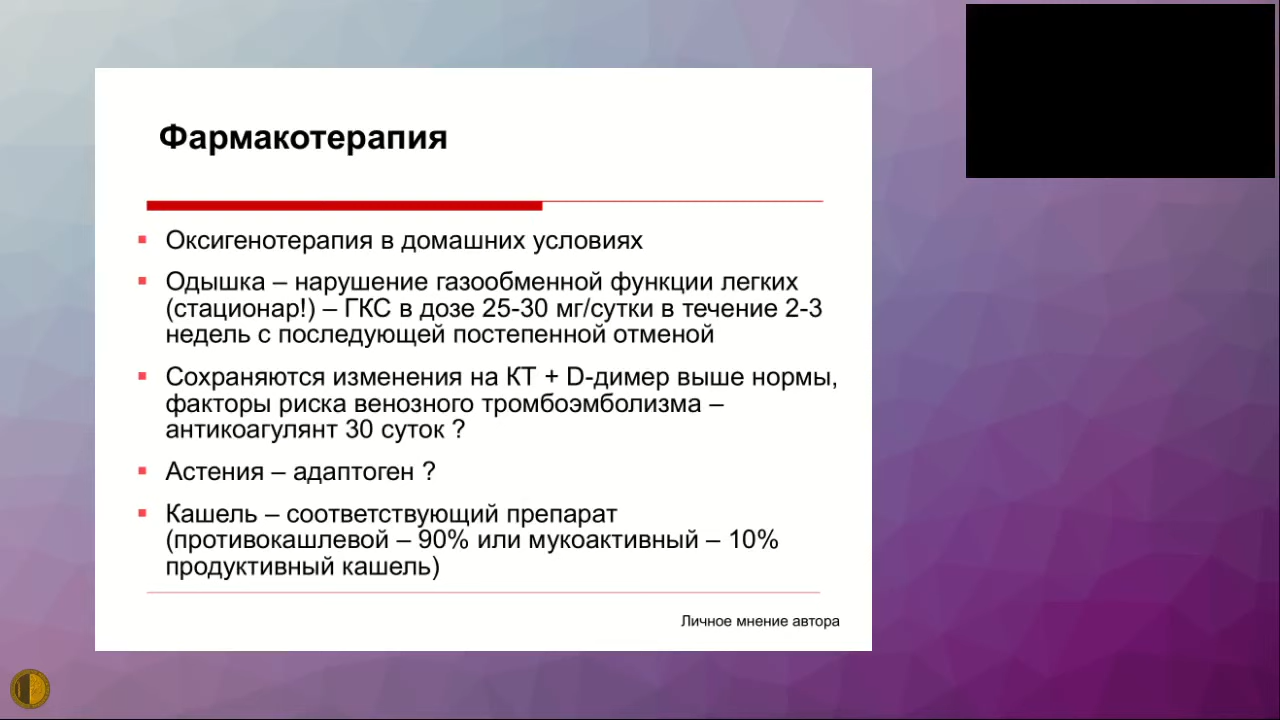 Фармакотерапия
Оксигенотерапия в домашних условиях
Одышка – нарушение газообменной функции легких
(стационар!) – ГКС в дозе 25-30 мг/сутки в течение 2-3
недель с последующей постепенной отменой
Сохраняются изменения на КТ + D-димер выше нормы,
факторы риска венозного тромбоэмболизма –
антикоагулянт 30 суток ?
Астения – адаптоген ?
Кашель – соответствующий препарат
(противокашлевой – 90% или мукоактивный – 10%
продуктивный кашель)
Личное мнение автора